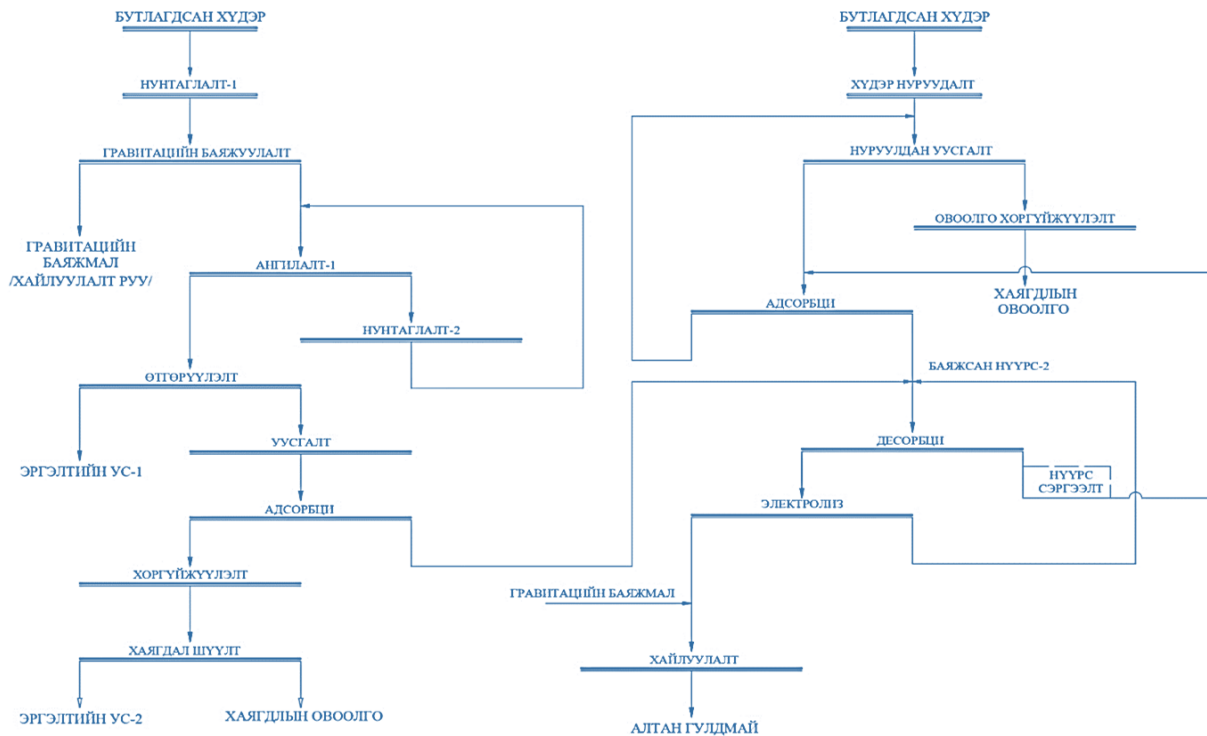 БУТЛАГДСАН ХҮДЭР
НУНТАГЛАЛТ-1
ГРАВИТАЦИЙН БАЯЖУУЛАЛТ
ГРАВИТАЦИЙН
БАЯЖМАЛ
/ХАЙЛУУЛАЛТ РУУ/
АНГИЛАЛТ-1
НУНТАГЛАЛТ-2
ӨТГӨРҮҮЛЭЛТ
ЭРГЭЛТИЙН УС-1
УУСГАЛТ
АДСОРБЦИ
ХОРГҮЙЖҮҮЛЭЛТ
ХАЯГДАЛ ШҮҮЛТ
ЭРГЭЛТИЙН УС-2
ХАЯГДЛЫН ОВООЛГО
БУТЛАГДСАН ХҮДЭР
ХҮДЭР НУРУУДАЛТ
НУРУУЛДАН УУСГАЛТ
ОВООЛГО ХОРГҮЙЖҮҮЛЭЛТ
ХАЯГДЛЫН
ОВООЛГО
АДСОРБЦИ
БАЯЖСАН НҮҮРС-2
ДЕСОРБЦИ
НҮҮРС
СЭРГЭЭЛТ
ЭЛЕКТРОЛИЗ
ГРАВИТАЦИЙН БАЯЖМАЛ
ХАЙЛУУЛАЛТ
АЛТАН ГУЛДМАЙ